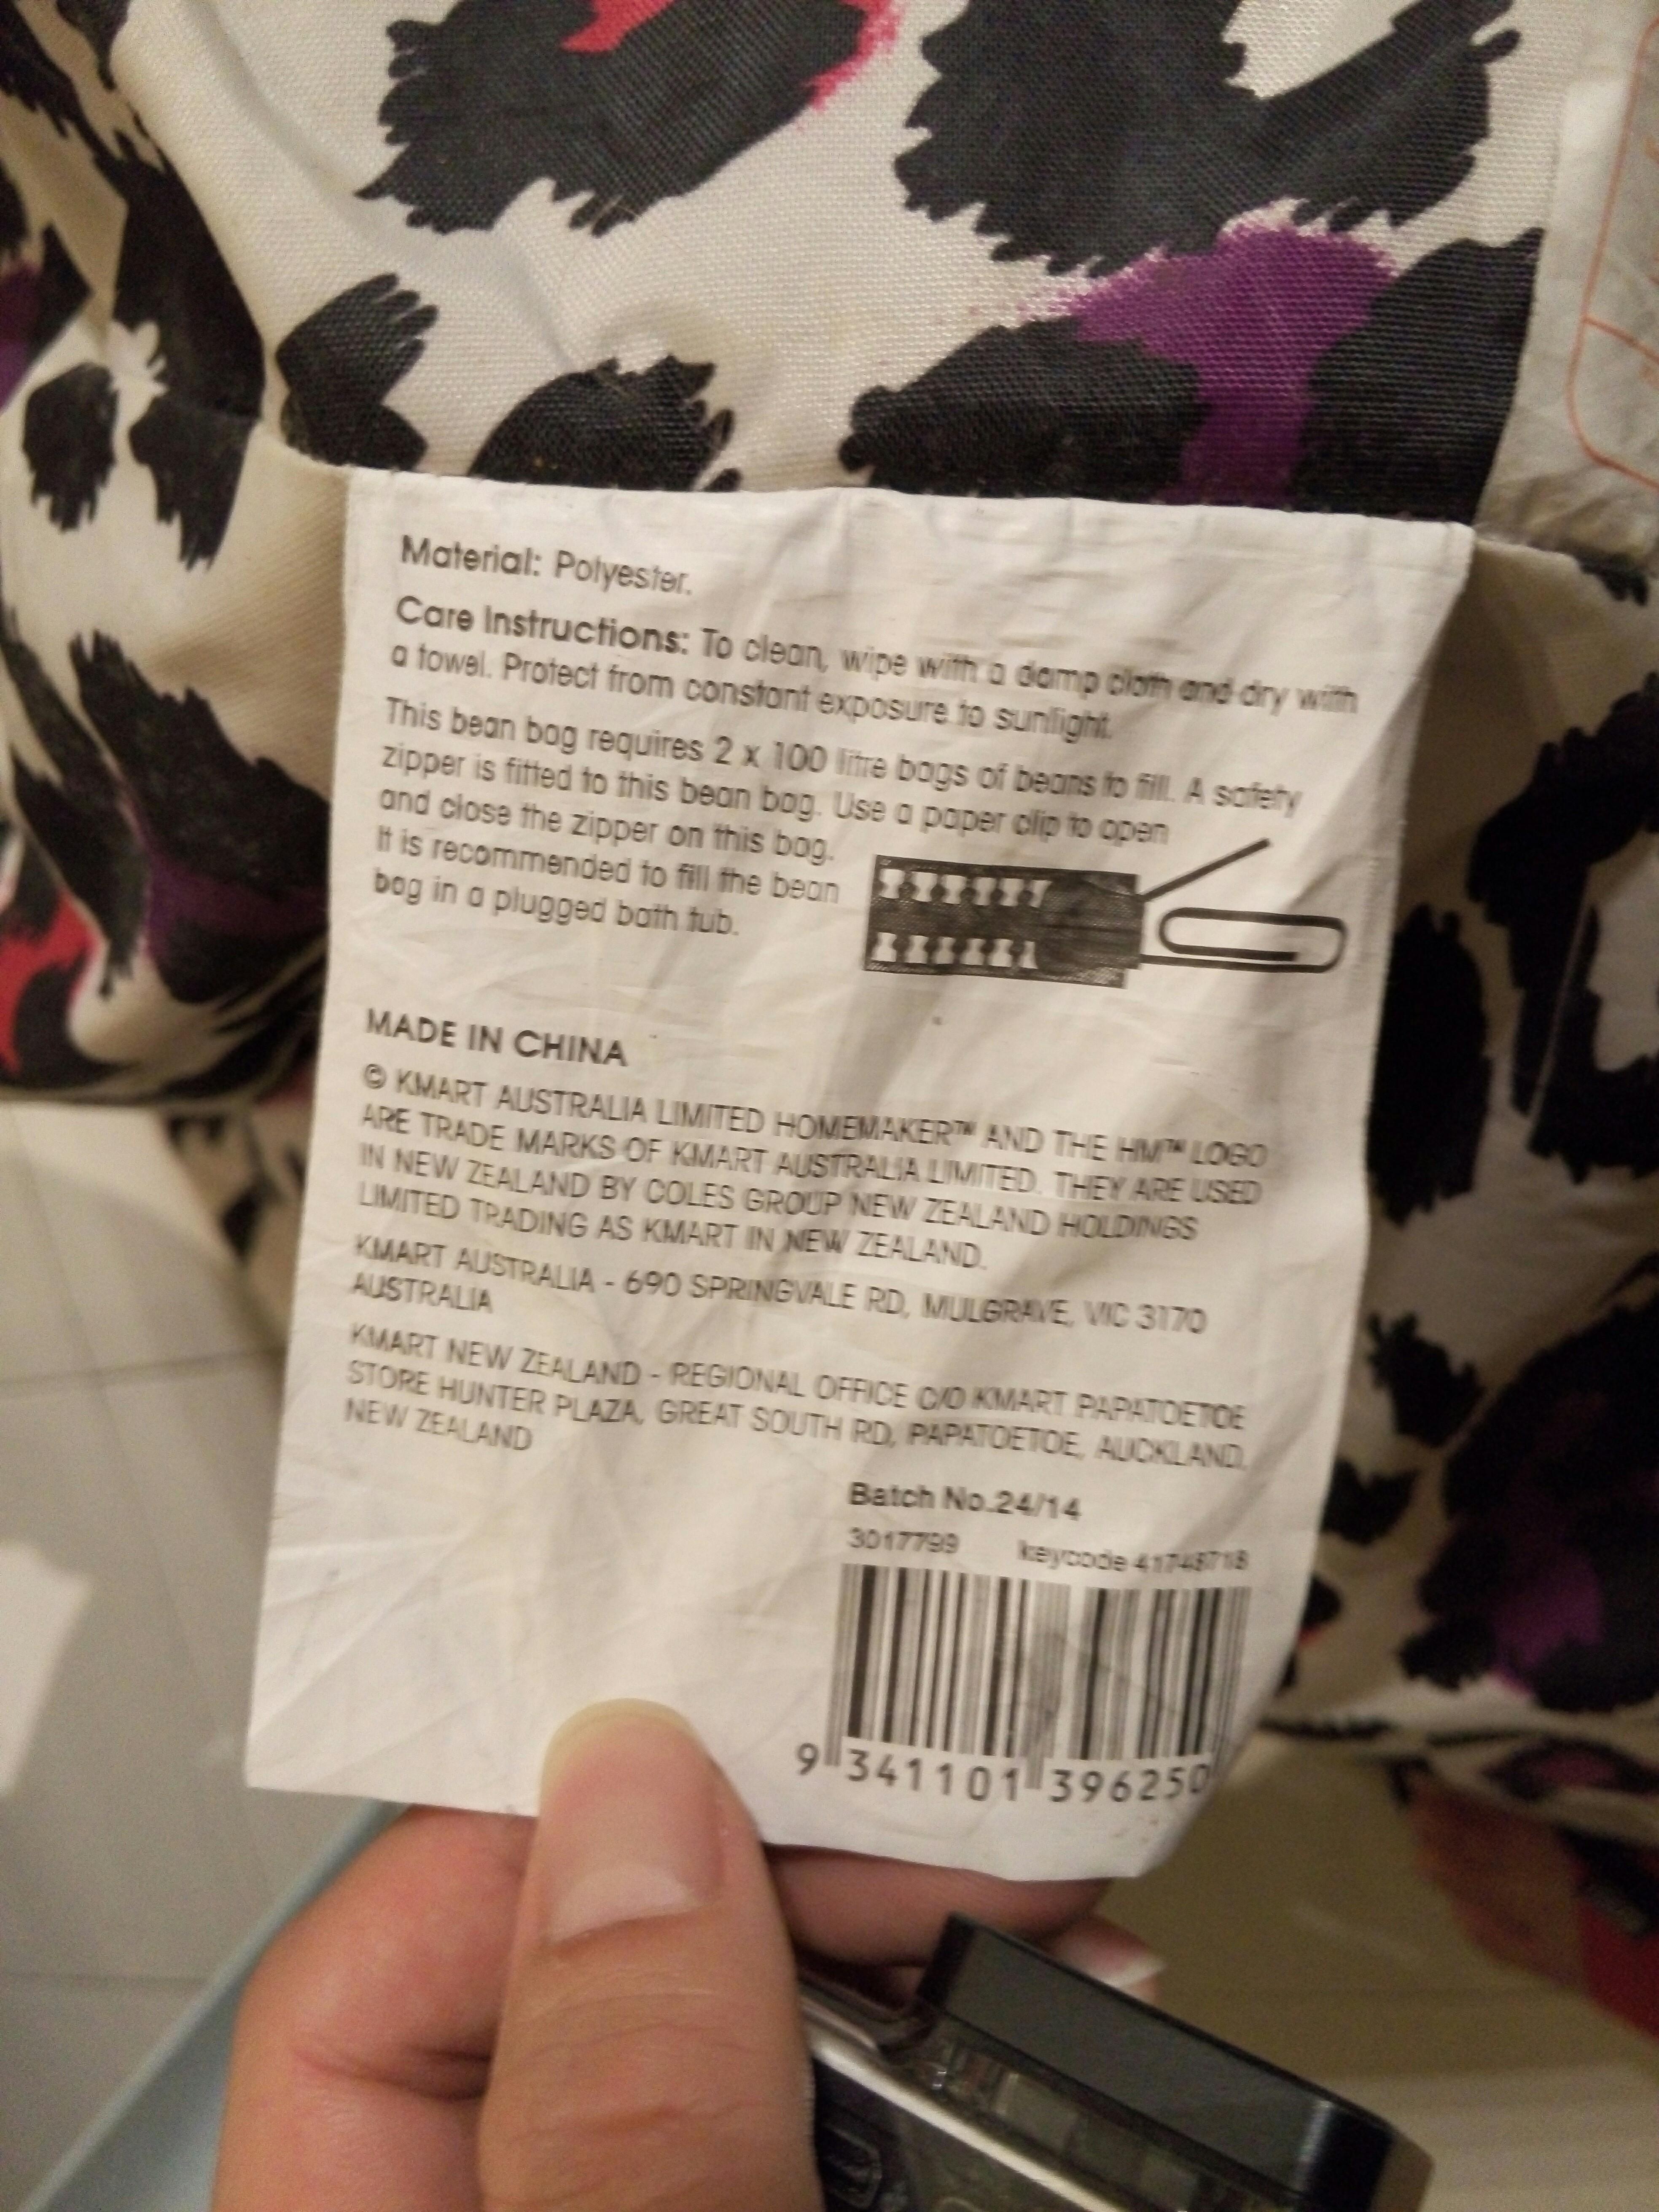 Material: Polyester.
Care Instructions: To clean, wipe with a damp cloth and dry with
a towel. Protect from constant exposure to sunlight.
This bean bag requires 2 x 100 litre bags of beans to fill. A safety
zipper is fitted to this bean bag. Use a paper clip to open
and close the zipper on this bag.
It is recommended to fill the bean
bag in a plugged bath tub.
MADE IN CHINA
© KMART AUSTRALIA LIMITED HOMEMAKER™ AND THE HM™ LOGO
ARE TRADE MARKS OF KMART AUSTRALIA LIMITED. THEY ARE USED
IN NEW ZEALAND BY COLES GROUP NEW ZEALAND HOLDINGS
LIMITED TRADING AS KMART IN NEW ZEALAND.
KMART AUSTRALIA - 690 SPRINGVALE RD, MULGRAVE, VIC 3170
AUSTRALIA
KMART NEW ZEALAND - REGIONAL OFFICE C/O KMART PAPATOETOE
STORE HUNTER PLAZA, GREAT SOUTH RD, PAPATOETOE, AUCKLAND.
NEW ZEALAND
Batch No.24/14
3017799 keycode 41748718
9 341101 396250